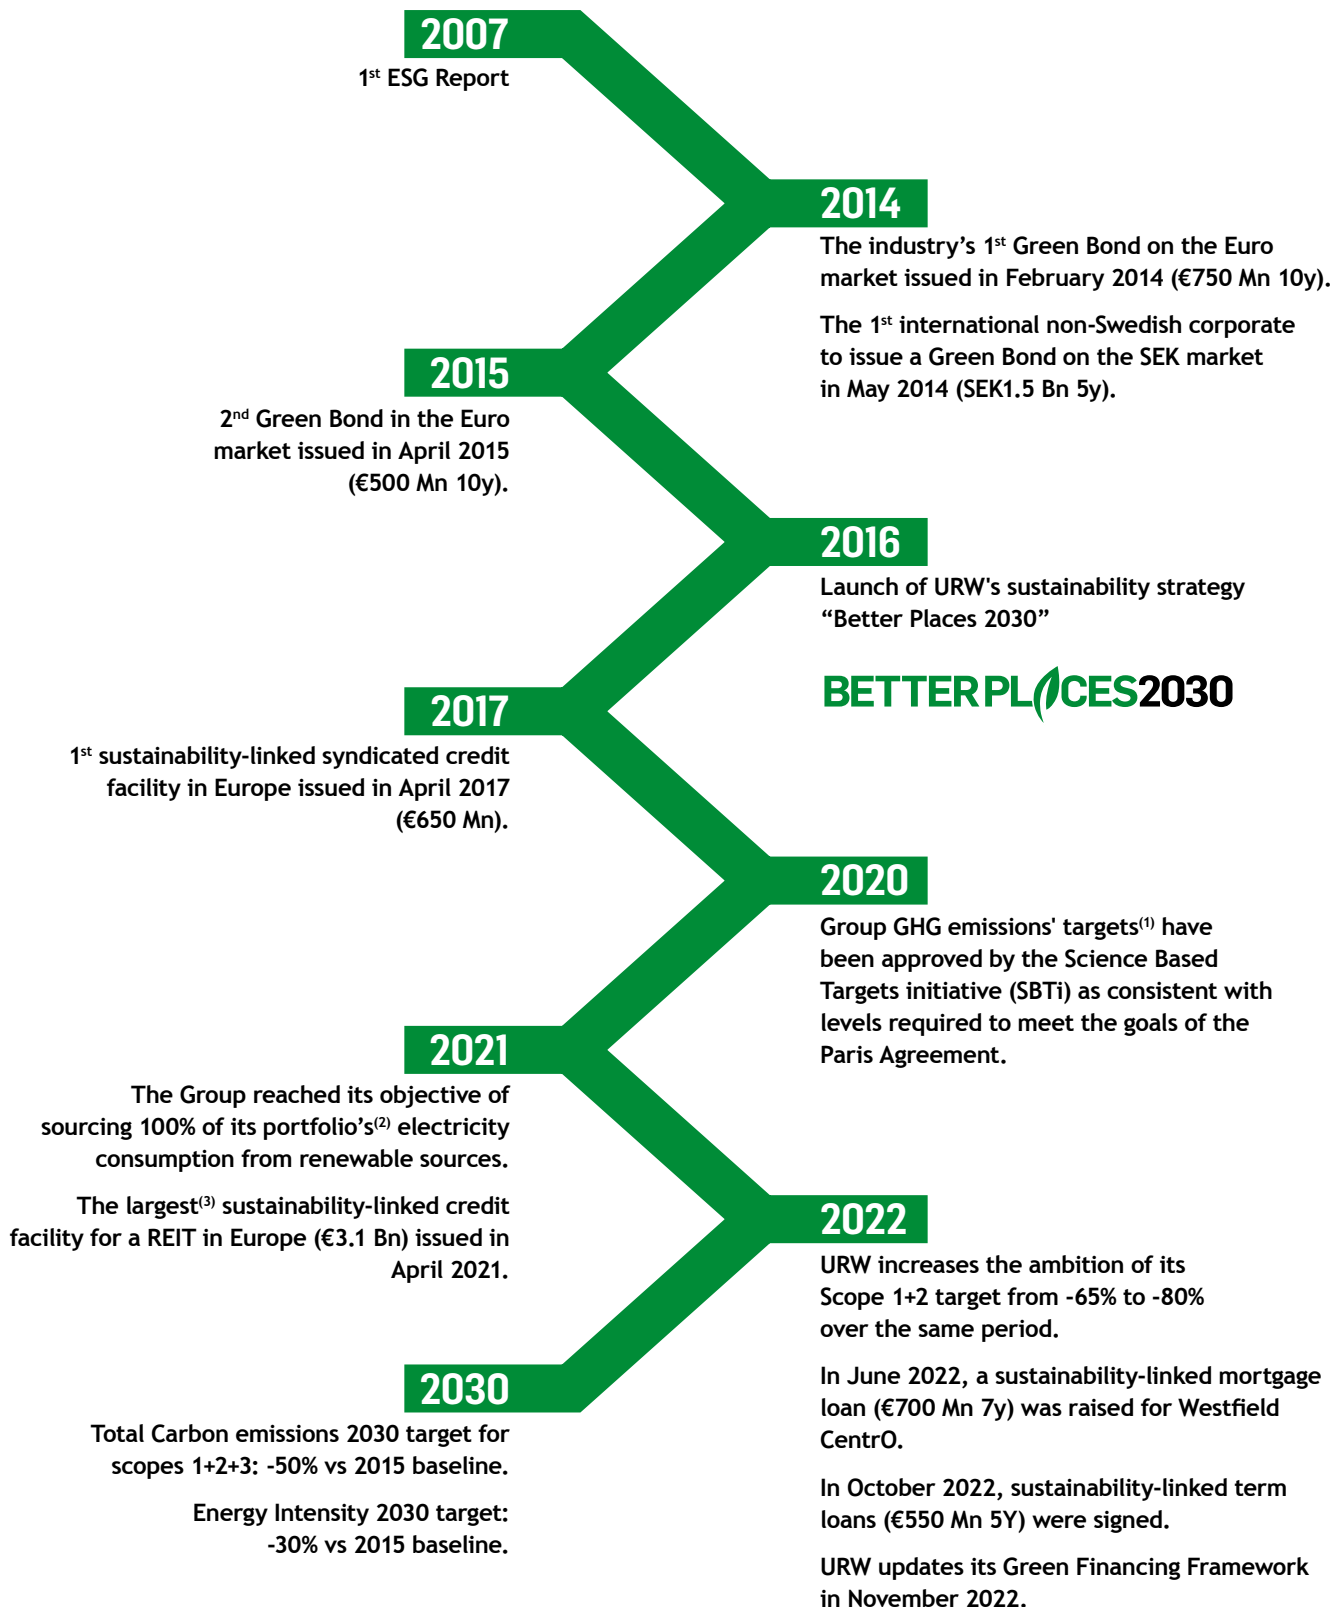 2007
1st ESG Report
2014
The industry’s 1st Green Bond on the Euro
market issued in February 2014 (€750 Mn 10y).
The 1st international non-Swedish corporate
to issue a Green Bond on the SEK market
in May 2014 (SEK1.5 Bn 5y).
2015
2nd Green Bond in the Euro
market issued in April 2015
(€500 Mn 10y).
2016
Launch of URW's sustainability strategy
“Better Places 2030”
BETTER PLACES2030
2017
1st sustainability-linked syndicated credit
facility in Europe issued in April 2017
(€650 Mn).
2020
Group GHG emissions' targets(1) have
been approved by the Science Based
Targets initiative (SBTi) as consistent with
levels required to meet the goals of the
Paris Agreement.
2021
The Group reached its objective of
sourcing 100% of its portfolio’s(2) electricity
consumption from renewable sources.
The largest(3) sustainability-linked credit
facility for a REIT in Europe (€3.1 Bn) issued in
April 2021.
2022
URW increases the ambition of its
Scope 1+2 target from -65% to -80%
over the same period.
In June 2022, a sustainability-linked mortgage
loan (€700 Mn 7y) was raised for Westfield
CentrO.
In October 2022, sustainability-linked term
loans (€550 Mn 5Y) were signed.
URW updates its Green Financing Framework
in November 2022.
2030
Total Carbon emissions 2030 target for
scopes 1+2+3: -50% vs 2015 baseline.
Energy Intensity 2030 target:
-30% vs 2015 baseline.